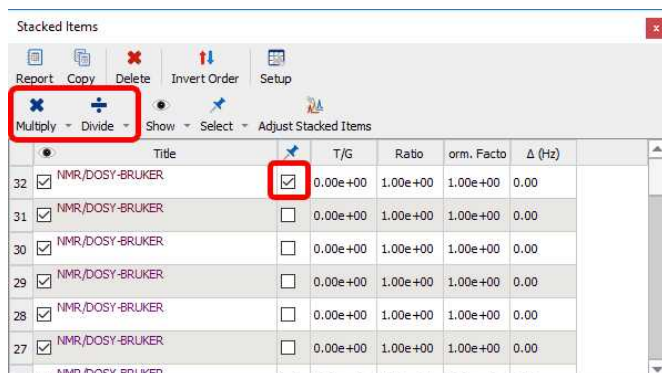 Stacked Items
Report Copy Delete Invert Order Setup
Multiply Divide Show Select Adjust Stacked Items
Title T/G Ratio orm. Facto Δ (Hz)
32 NMR/DOSY-BRUKER 0.00e+00 1.00e+00 1.00e+00 0.00
31 NMR/DOSY-BRUKER 0.00e+00 1.00e+00 1.00e+00 0.00
30 NMR/DOSY-BRUKER 0.00e+00 1.00e+00 1.00e+00 0.00
29 NMR/DOSY-BRUKER 0.00e+00 1.00e+00 1.00e+00 0.00
28 NMR/DOSY-BRUKER 0.00e+00 1.00e+00 1.00e+00 0.00
27 NMR/DOSY-BRUKER 0.00e+00 1.00e+00 1.00e+00 0.00
NMR/DOSY-BRUKER